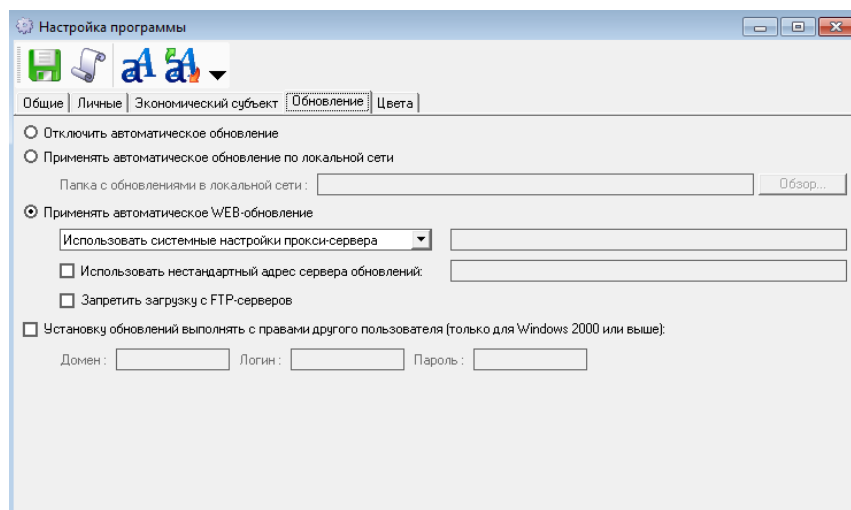 Настройка программы
Общие Личные Экономический субъект Обновление Цвета
Отключить автоматическое обновление
Применять автоматическое обновление по локальной сети
Папка с обновлениями в локальной сети : Обзор...
Применять автоматическое WEB-обновление
Использовать системные настройки прокси-сервера
Использовать нестандартный адрес сервера обновлений:
Запретить загрузку с FTP-серверов
Установку обновлений выполнять с правами другого пользователя (только для Windows 2000 или выше):
Домен : Логин : Пароль :